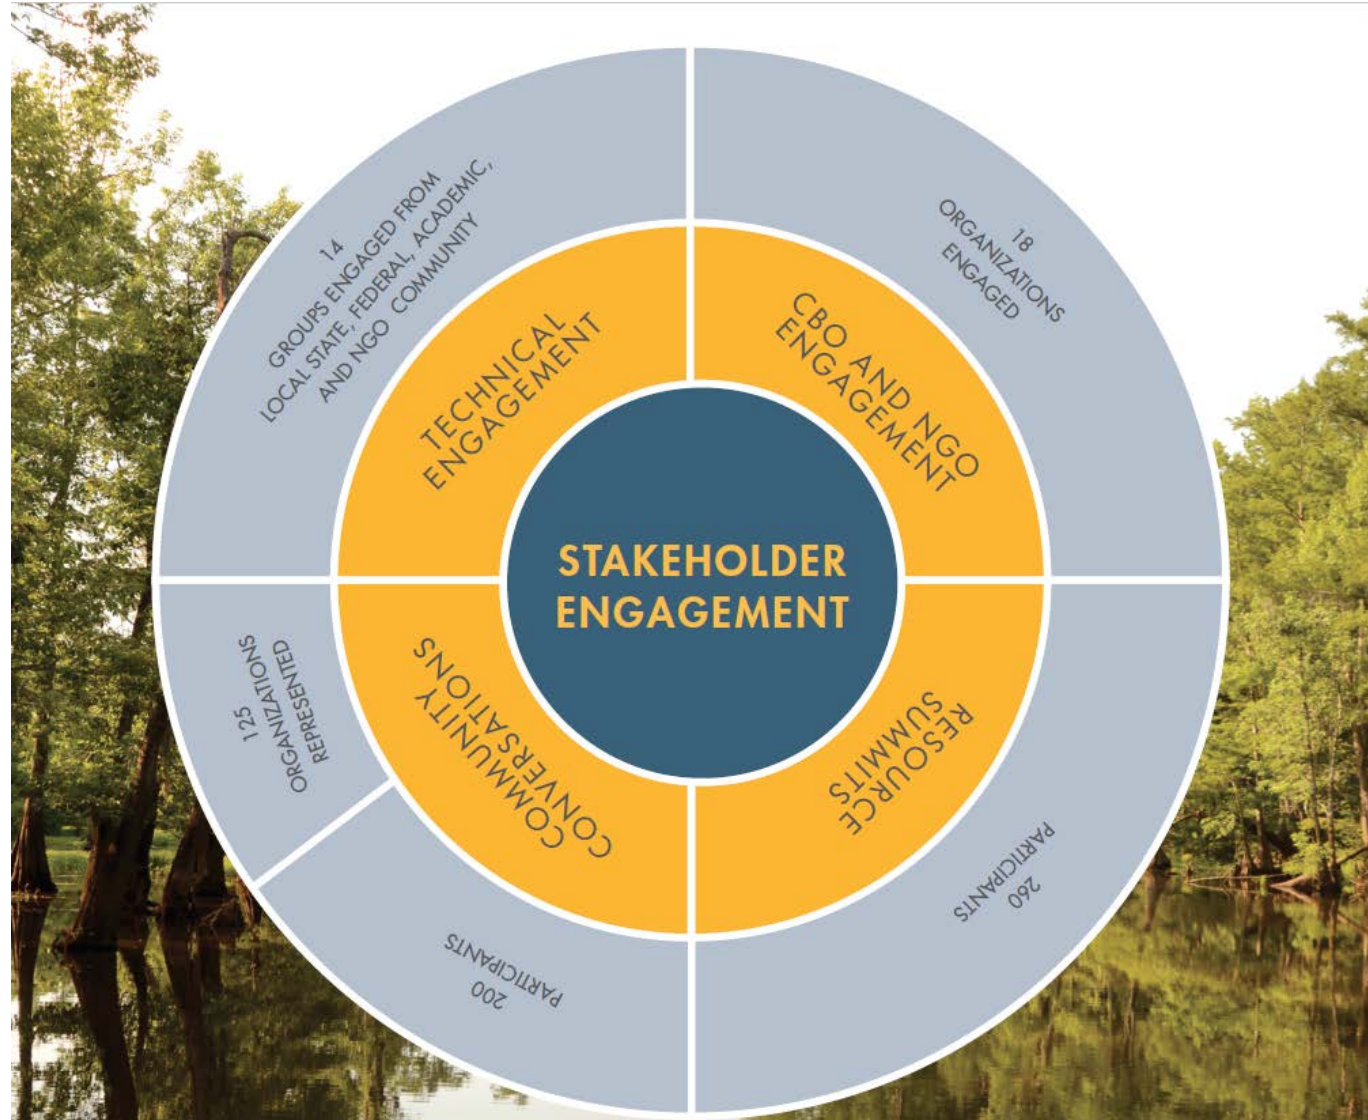 14
GROUPS ENGAGED FROM
LOCAL STATE, FEDERAL, ACADEMIC,
AND NGO COMMUNITY
18
ORGANIZATIONS
ENGAGED
TECHNICAL
ENGAGEMENT
CBO AND NGO
ENGAGEMENT
STAKEHOLDER
ENGAGEMENT
125
ORGANIZATIONS
REPRESENTED
COMMUNITY
CONVERSATIONS
RESOURCE
SUMMITS
200
PARTICIPANTS
260
PARTICIPANTS